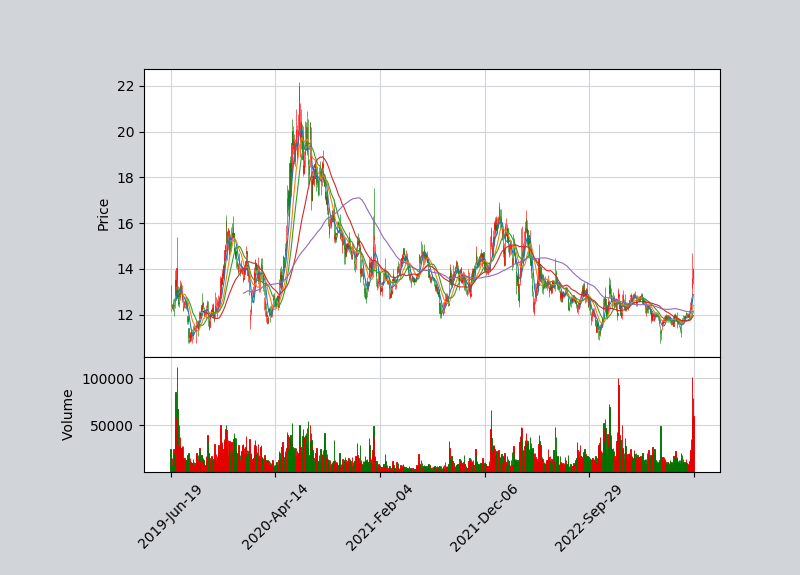 22
20
18
16
14
12
Price
100000
50000
Volume
2019-Jun-19
2020-Apr-14
2021-Feb-04
2021-Dec-06
2022-Sep-29